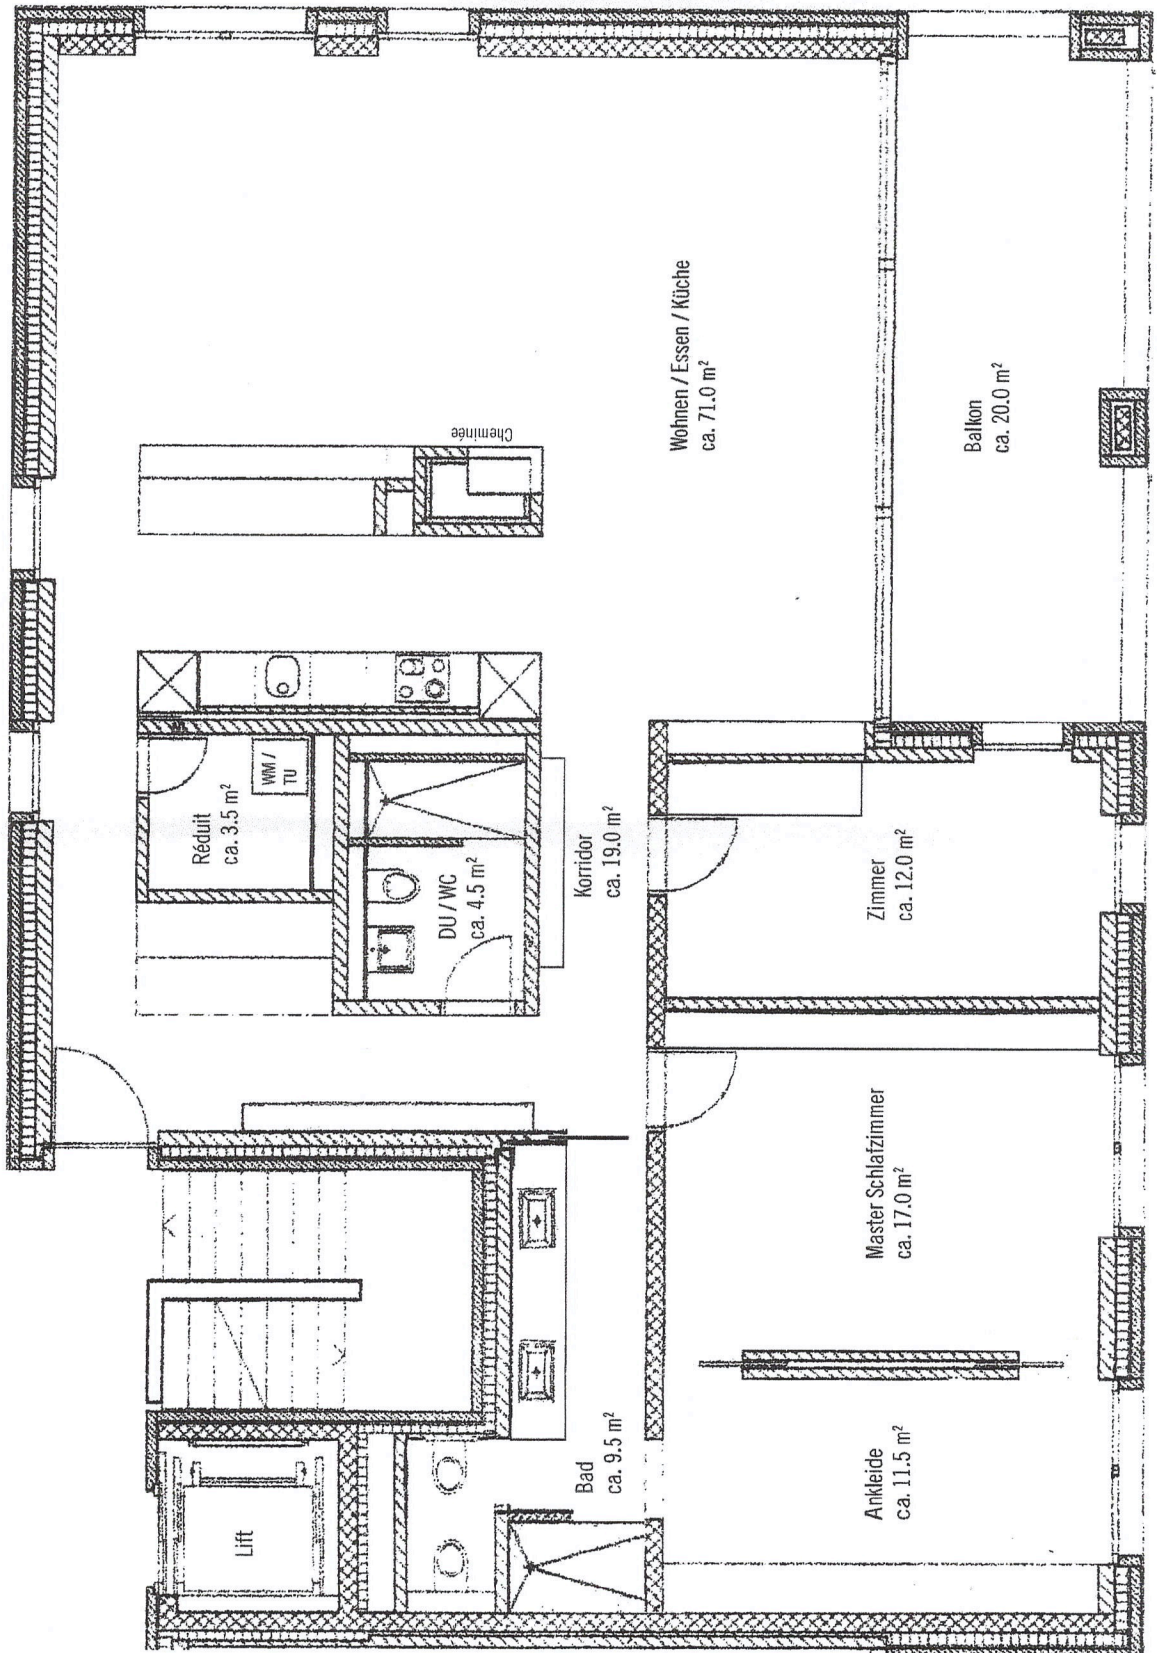 Wohnen / Essen / Küche
ca. 71.0 m²
Balkon
ca. 20.0 m²
Cheminée
WM /
TU
Réduit
ca. 3.5 m²
DU / WC
ca. 4.5 m²
Korridor
ca. 19.0 m²
Zimmer
ca. 12.0 m²
Master Schlafzimmer
ca. 17.0 m²
Lift
Bad
ca. 9.5 m²
Ankleide
ca. 11.5 m²